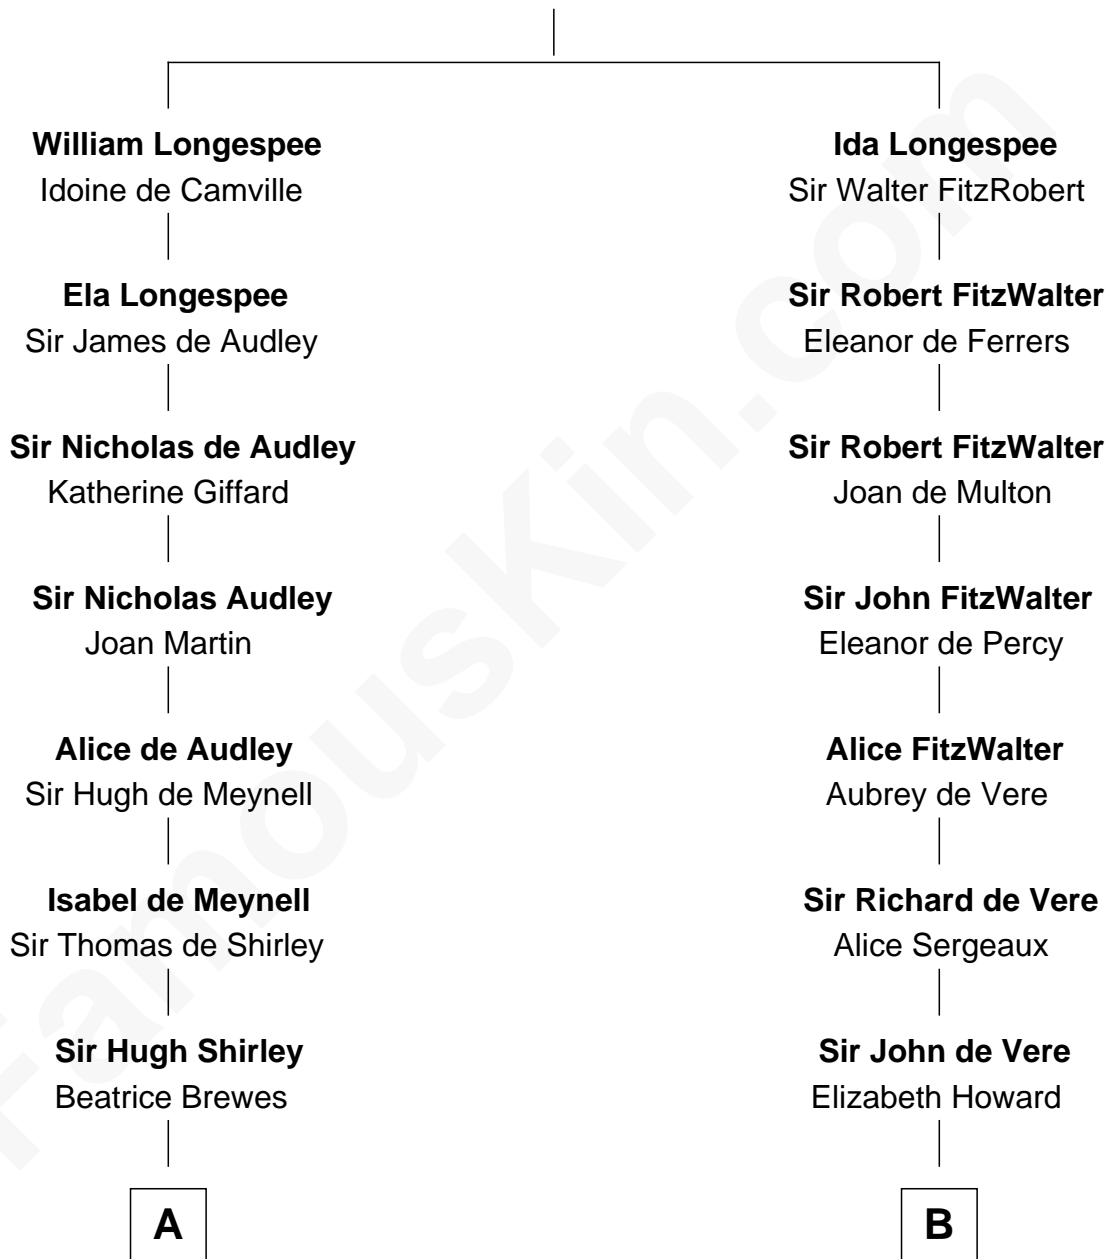 William Longespee
Idoine de Camville
Ela Longespee
Sir James de Audley
Sir Nicholas de Audley
Katherine Giffard
Sir Nicholas Audley
Joan Martin
Alice de Audley
Sir Hugh de Meynell
Isabel de Meynell
Sir Thomas de Shirley
Sir Hugh Shirley
Beatrice Brewes
A
Ida Longespee
Sir Walter FitzRobert
Sir Robert FitzWalter
Eleanor de Ferrers
Sir Robert FitzWalter
Joan de Multon
Sir John FitzWalter
Eleanor de Percy
Alice FitzWalter
Aubrey de Vere
Sir Richard de Vere
Alice Sergeaux
Sir John de Vere
Elizabeth Howard
B
FamousKin.com